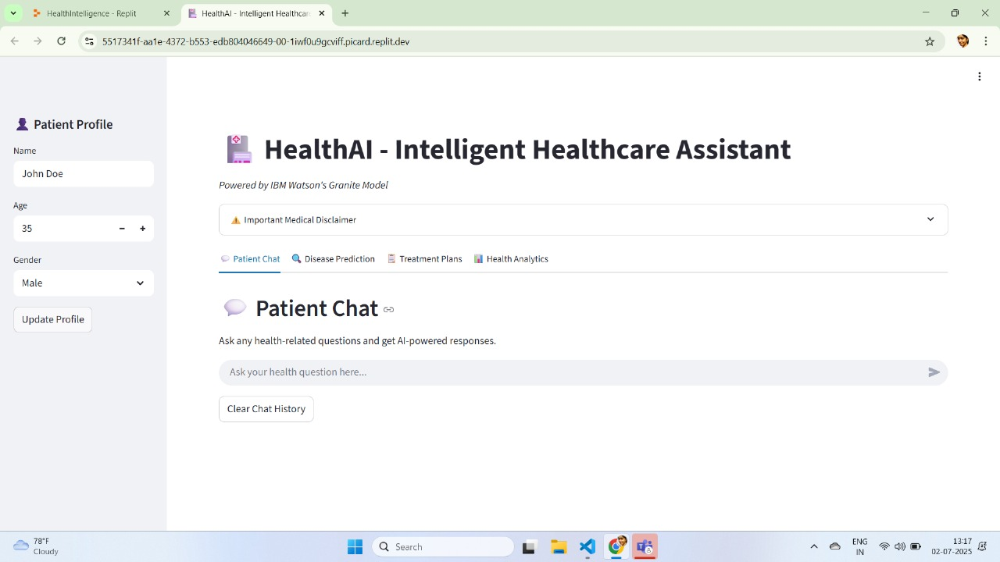 HealthIntelligence - Replit
HealthAI - Intelligent Healthcar
5517341f-aa1e-4372-b553-edb804046649-00-1iwf0u9gcviff.picard.replit.dev
Patient Profile
Name
John Doe
Age
35
Gender
Male
Update Profile
HealthAI - Intelligent Healthcare Assistant
Powered by IBM Watson's Granite Model
Important Medical Disclaimer
Patient Chat Disease Prediction Treatment Plans Health Analytics
Patient Chat
Ask any health-related questions and get AI-powered responses.
Ask your health question here...
Clear Chat History
78°F
Cloudy
Search
ENG
IN
13:17
02-07-2025